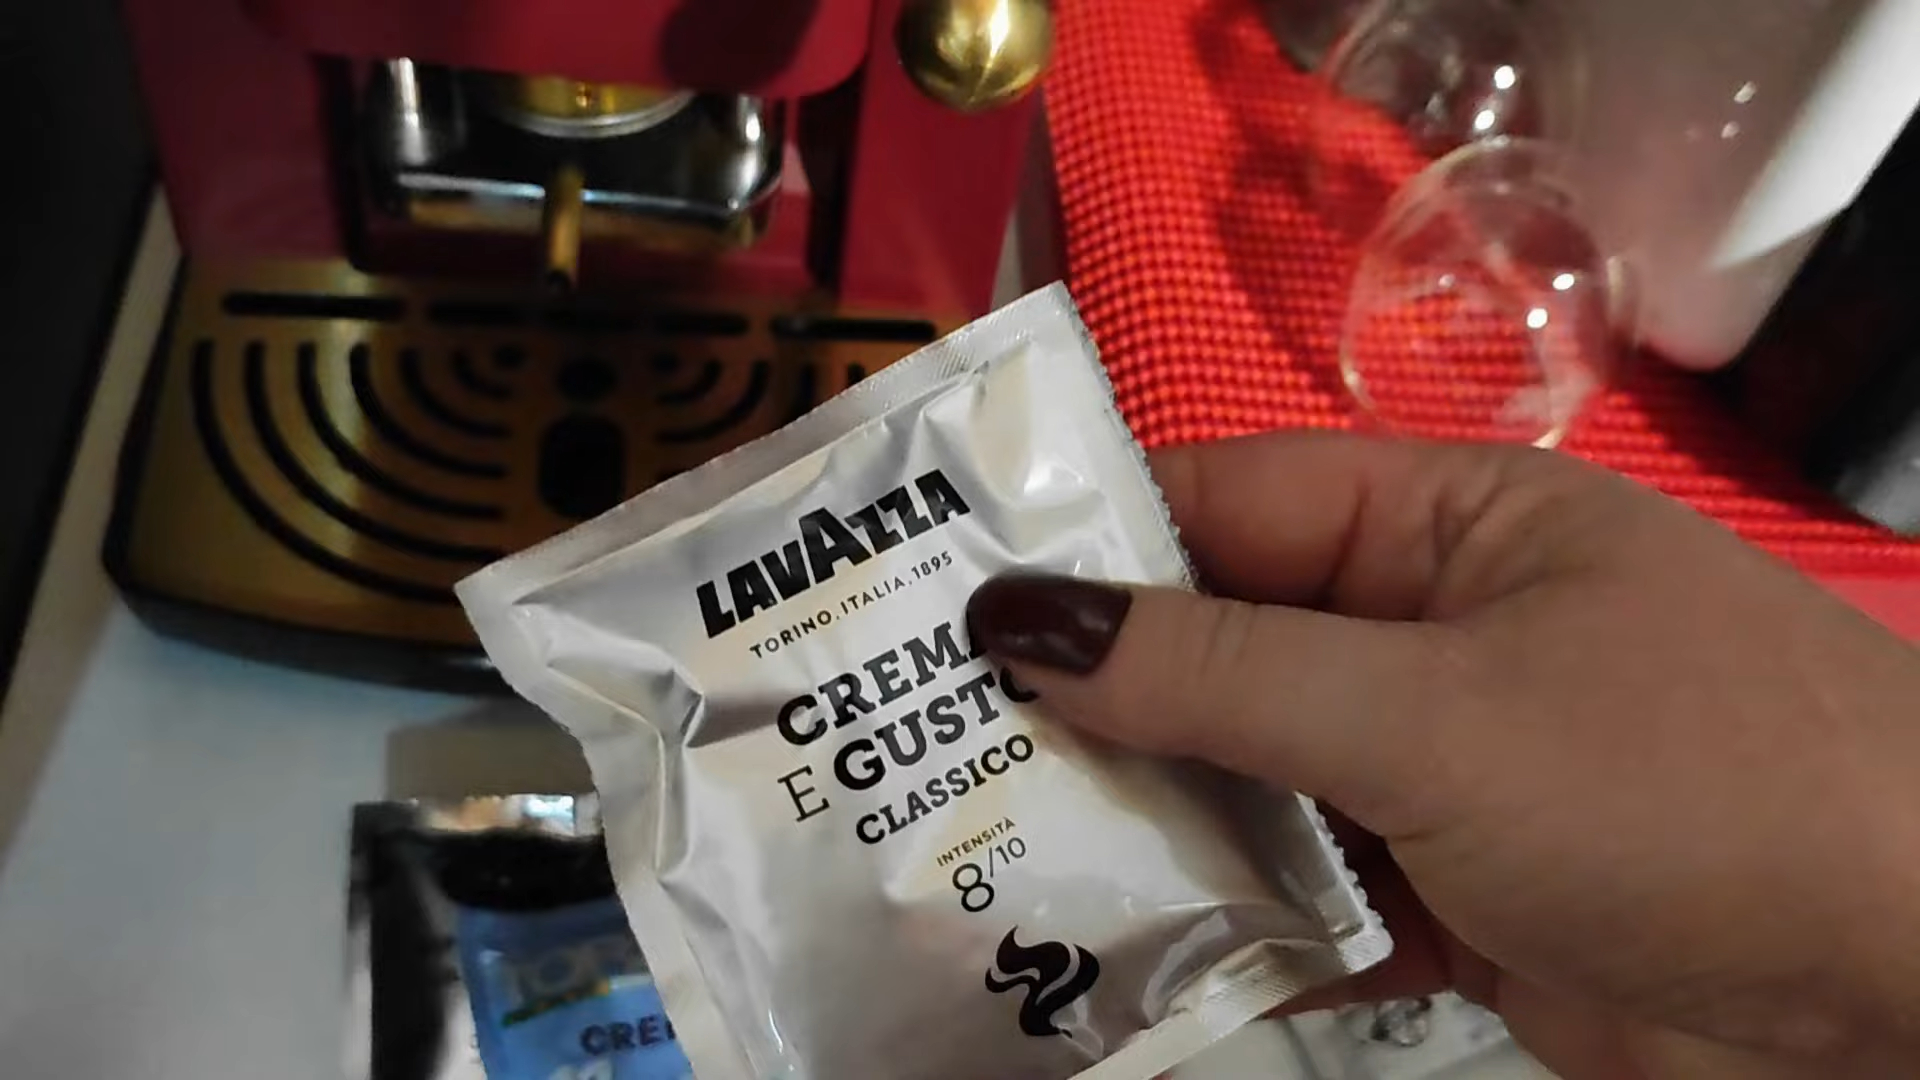 LAVAZZA
TORINO, ITALIA, 1895
CREMA
E GUSTO
CLASSICO
INTENSITÀ
8/10
CRE